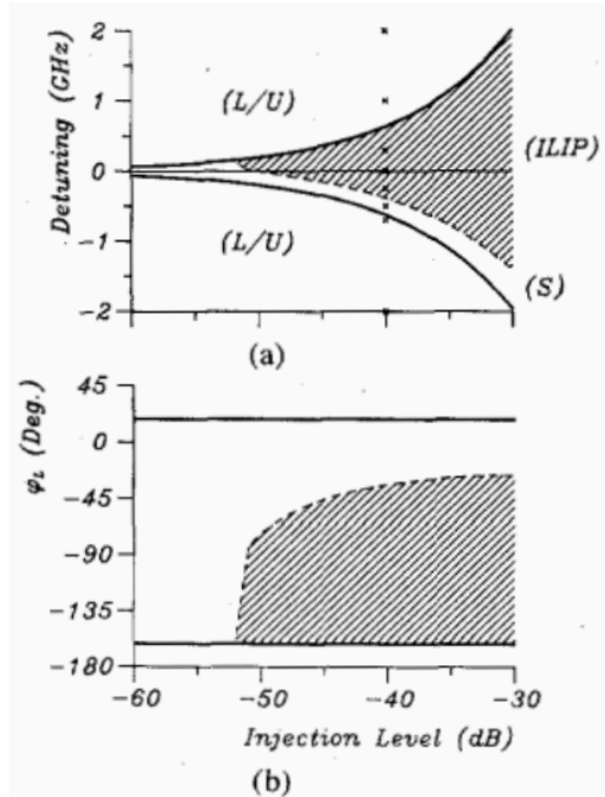 Detuning (GHz)
2
1
0
-1
-2
(L/U)
(L/U)
(ILIP)
(S)
(a)
φL (Deg.)
45
0
-45
-90
-135
-180
-60
-50
-40
-30
Injection Level (dB)
(b)